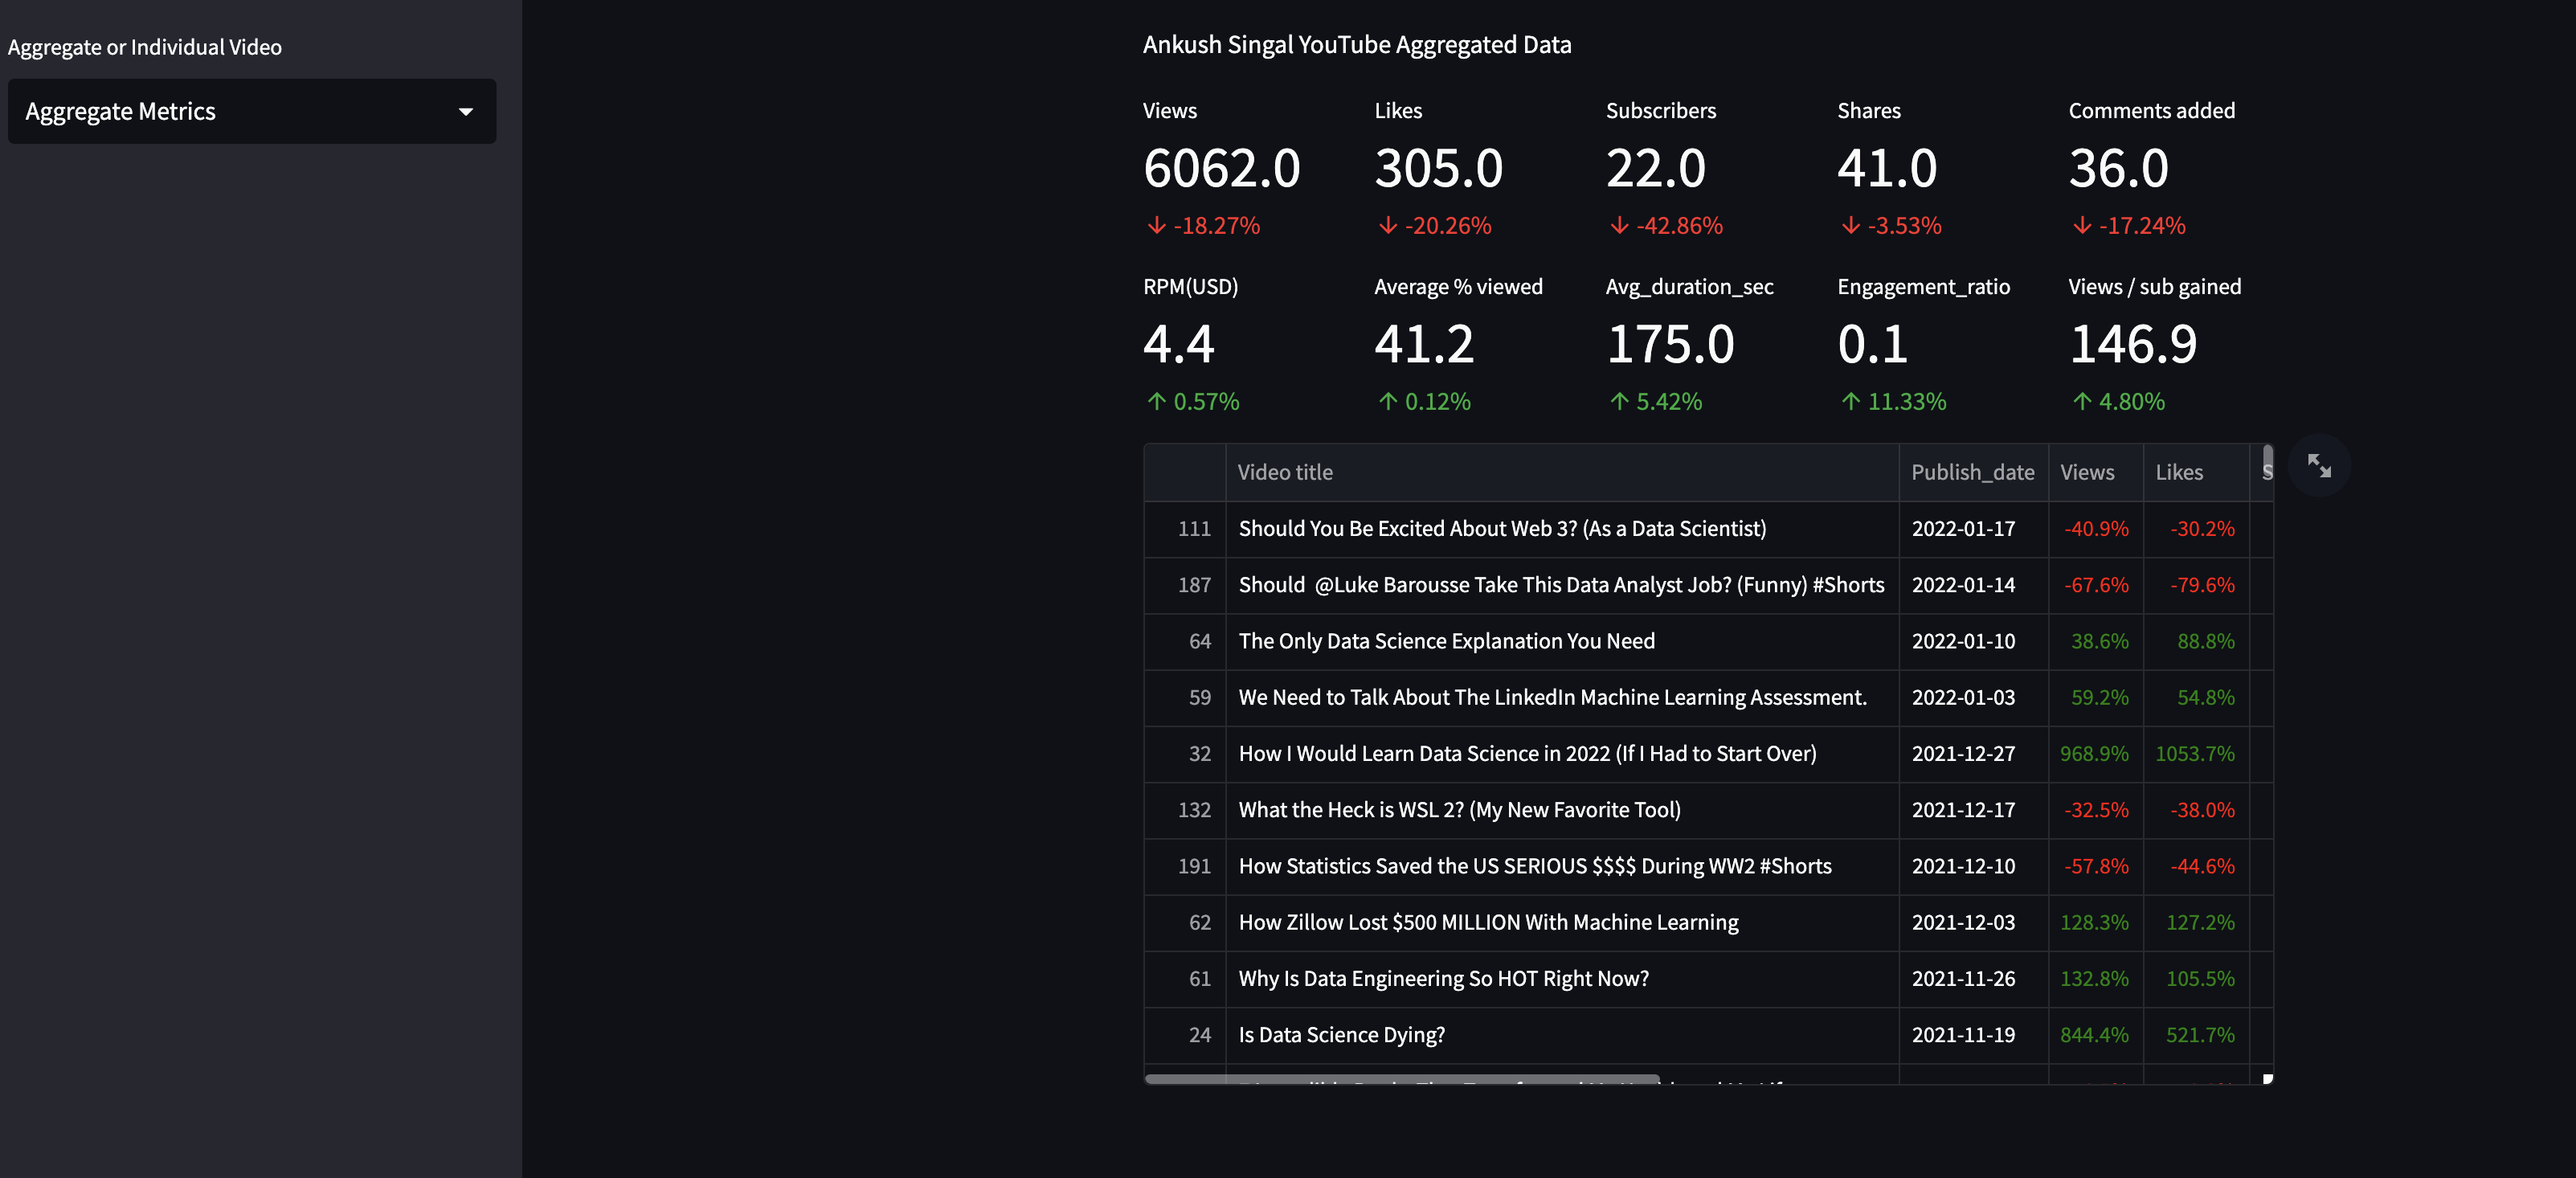 Aggregate or Individual Video
Aggregate Metrics
Ankush Singal YouTube Aggregated Data
Views Likes Subscribers Shares Comments added
6062.0 305.0 22.0 41.0 36.0
↓ -18.27% ↓ -20.26% ↓ -42.86% ↓ -3.53% ↓ -17.24%
RPM(USD) Average % viewed Avg_duration_sec Engagement_ratio Views / sub gained
4.4 41.2 175.0 0.1 146.9
↑ 0.57% ↑ 0.12% ↑ 5.42% ↑ 11.33% ↑ 4.80%
Video title Publish_date Views Likes S
111 Should You Be Excited About Web 3? (As a Data Scientist) 2022-01-17 -40.9% -30.2%
187 Should @Luke Barousse Take This Data Analyst Job? (Funny) #Shorts 2022-01-14 -67.6% -79.6%
64 The Only Data Science Explanation You Need 2022-01-10 38.6% 88.8%
59 We Need to Talk About The LinkedIn Machine Learning Assessment. 2022-01-03 59.2% 54.8%
32 How I Would Learn Data Science in 2022 (If I Had to Start Over) 2021-12-27 968.9% 1053.7%
132 What the Heck is WSL 2? (My New Favorite Tool) 2021-12-17 -32.5% -38.0%
191 How Statistics Saved the US SERIOUS $$$$ During WW2 #Shorts 2021-12-10 -57.8% -44.6%
62 How Zillow Lost $500 MILLION With Machine Learning 2021-12-03 128.3% 127.2%
61 Why Is Data Engineering So HOT Right Now? 2021-11-26 132.8% 105.5%
24 Is Data Science Dying? 2021-11-19 844.4% 521.7%